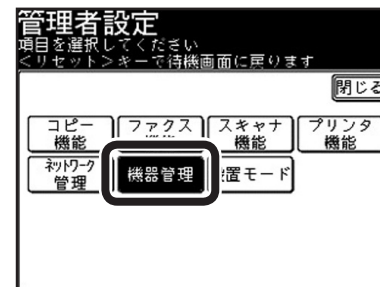 管理者設定
項目を選択してください
<リセット>キーで待機画面に戻ります
閉じる
コピー 機能
ファクス
スキャナ 機能
プリンタ 機能
ネットワーク 管理
機器管理
置モード